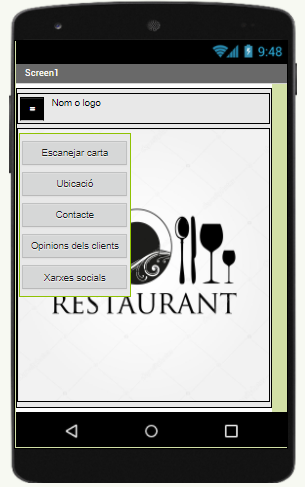 9:48
Screen1
≡ Nom o logo
Escanejar carta
Ubicació
Contacte
Opinions dels clients
Xarxes socials
RESTAURANT